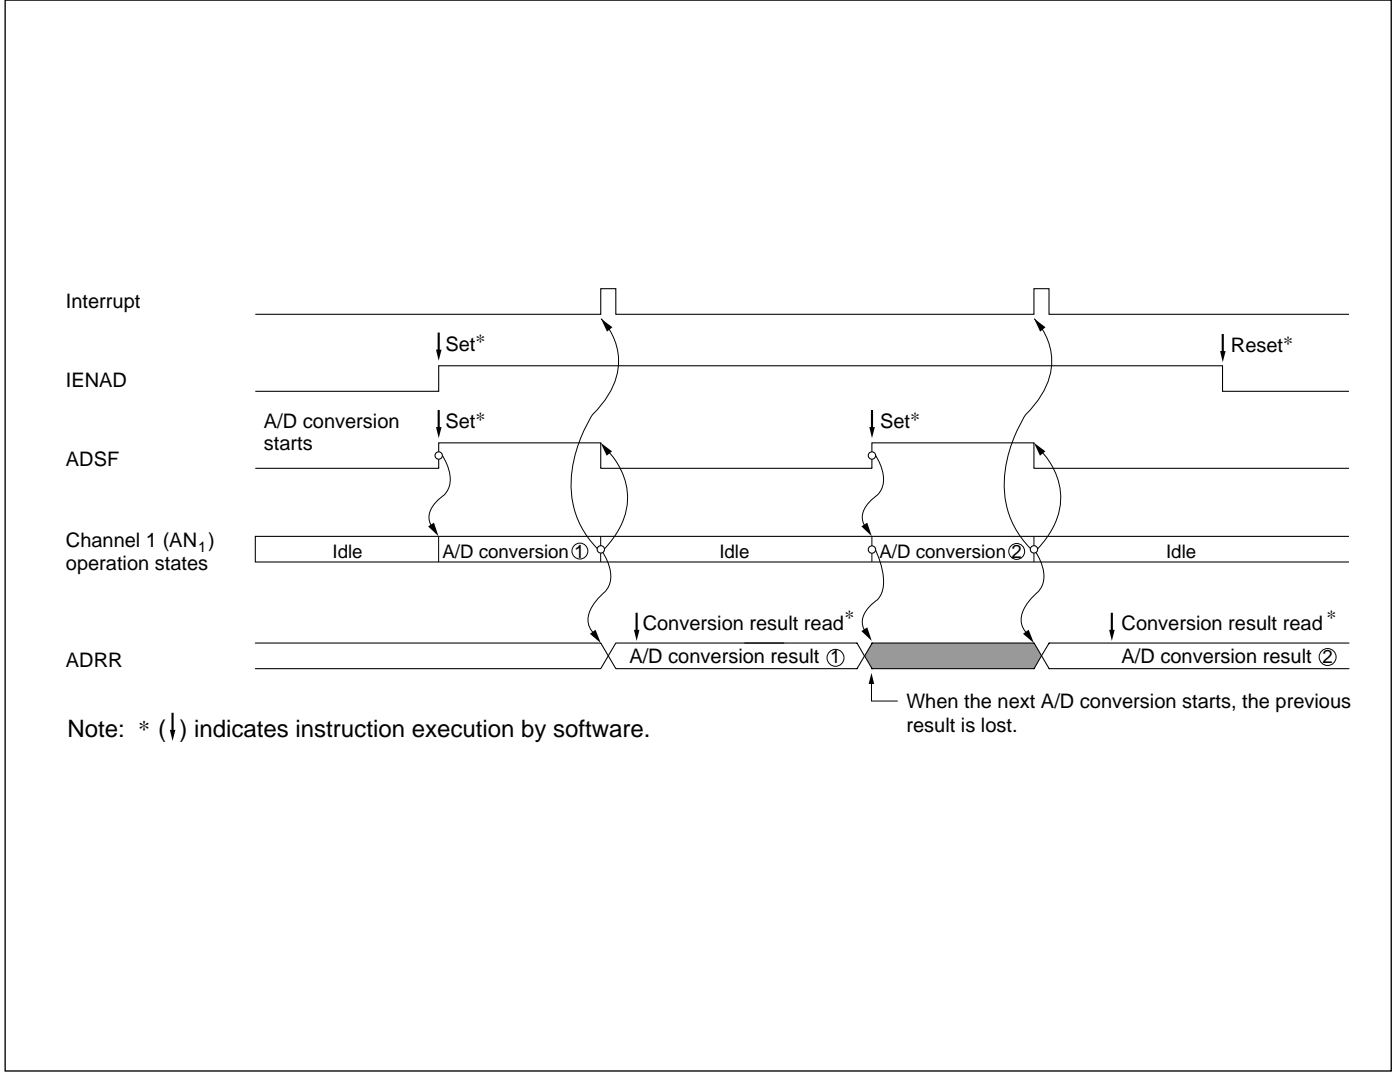 Interrupt
Set*
Reset*
IENAD
A/D conversion
starts
Set*
Set*
ADSF
Channel 1 (AN₁)
operation states
Idle
A/D conversion ①
Idle
A/D conversion ②
Idle
Conversion result read*
Conversion result read*
ADRR
A/D conversion result ①
A/D conversion result ②
When the next A/D conversion starts, the previous
result is lost.
Note: * (↓) indicates instruction execution by software.